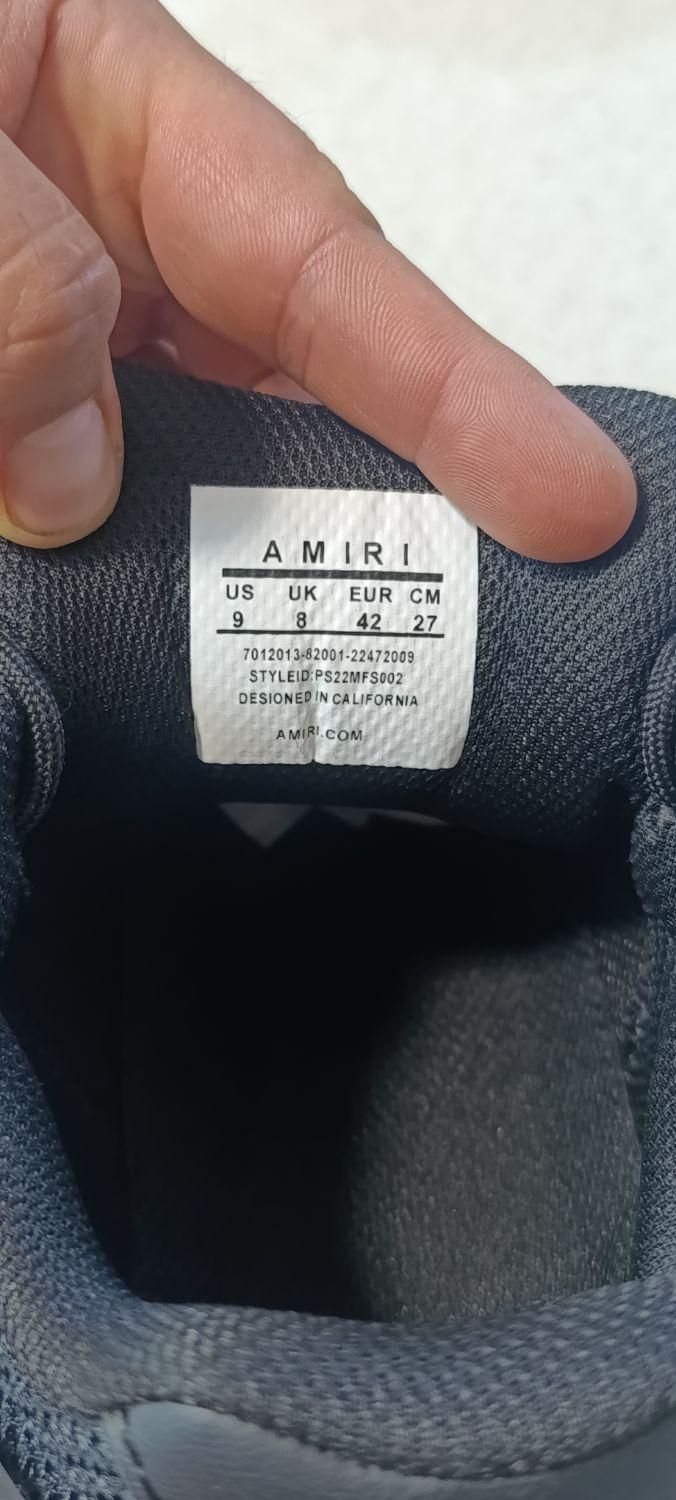 AMIRI
US UK EUR CM
9 8 42 27
7012013-82001-22472009
STYLEID:PS22MFS002
DESIONED IN CALIFORNIA
AMIRI.COM